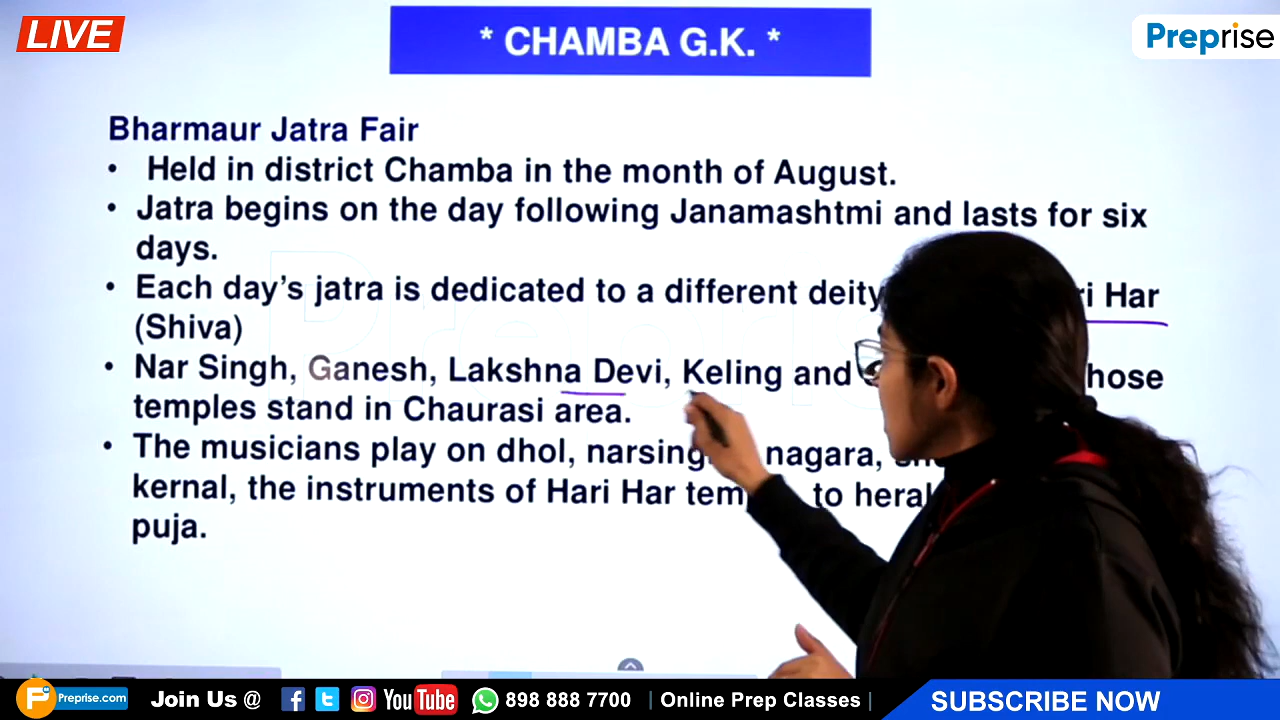 LIVE
* CHAMBA G.K. *
Preprise
Bharmaur Jatra Fair
• Held in district Chamba in the month of August.
• Jatra begins on the day following Janamashtmi and lasts for six
days.
• Each day's jatra is dedicated to a different deity Har
(Shiva)
• Nar Singh, Ganesh, Lakshna Devi, Keling and
temples stand in Chaurasi area.
• The musicians play on dhol, nagara,
kernal, the instruments of Hari Har to
puja.
Preprise.com Join Us @ YouTube 898 888 7700 | Online Prep Classes | SUBSCRIBE NOW